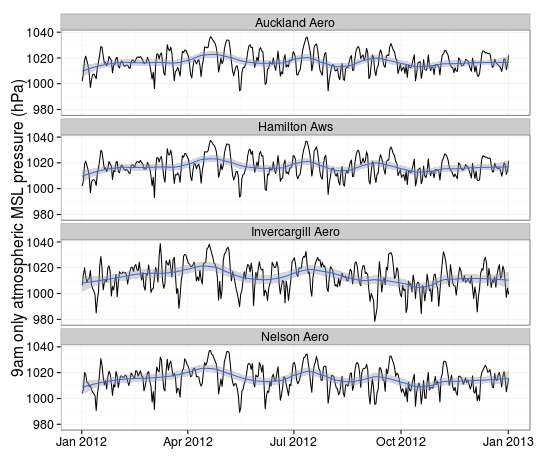 9am only atmospheric MSL pressure (hPa)
Auckland Aero
1040
1020
1000
980
Hamilton Aws
1040
1020
1000
980
Invercargill Aero
1040
1020
1000
980
Nelson Aero
1040
1020
1000
980
Jan 2012 Apr 2012 Jul 2012 Oct 2012 Jan 2013